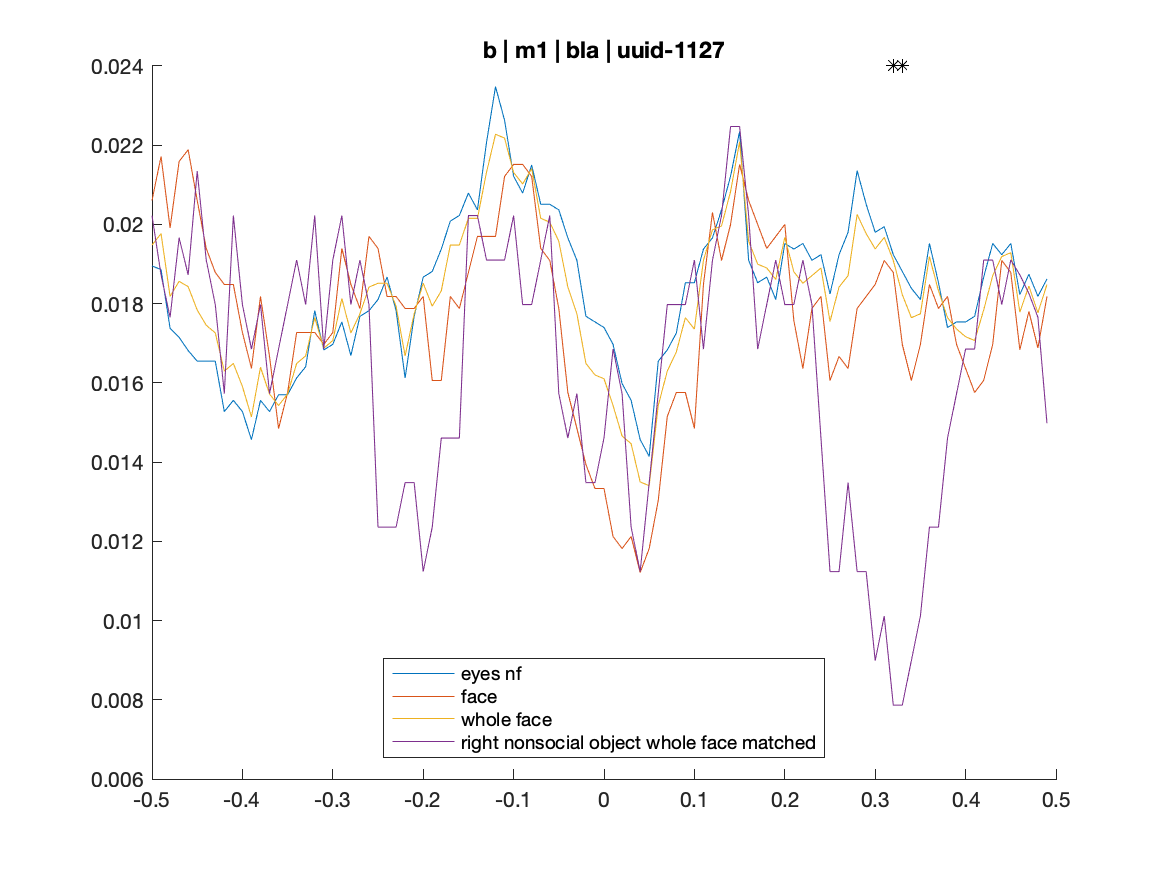 b | m1 | bla | uuid-1127
**
0.024
0.022
0.02
0.018
0.016
0.014
0.012
0.01
0.008
0.006
eyes nf
face
whole face
right nonsocial object whole face matched
-0.5 -0.4 -0.3 -0.2 -0.1 0 0.1 0.2 0.3 0.4 0.5